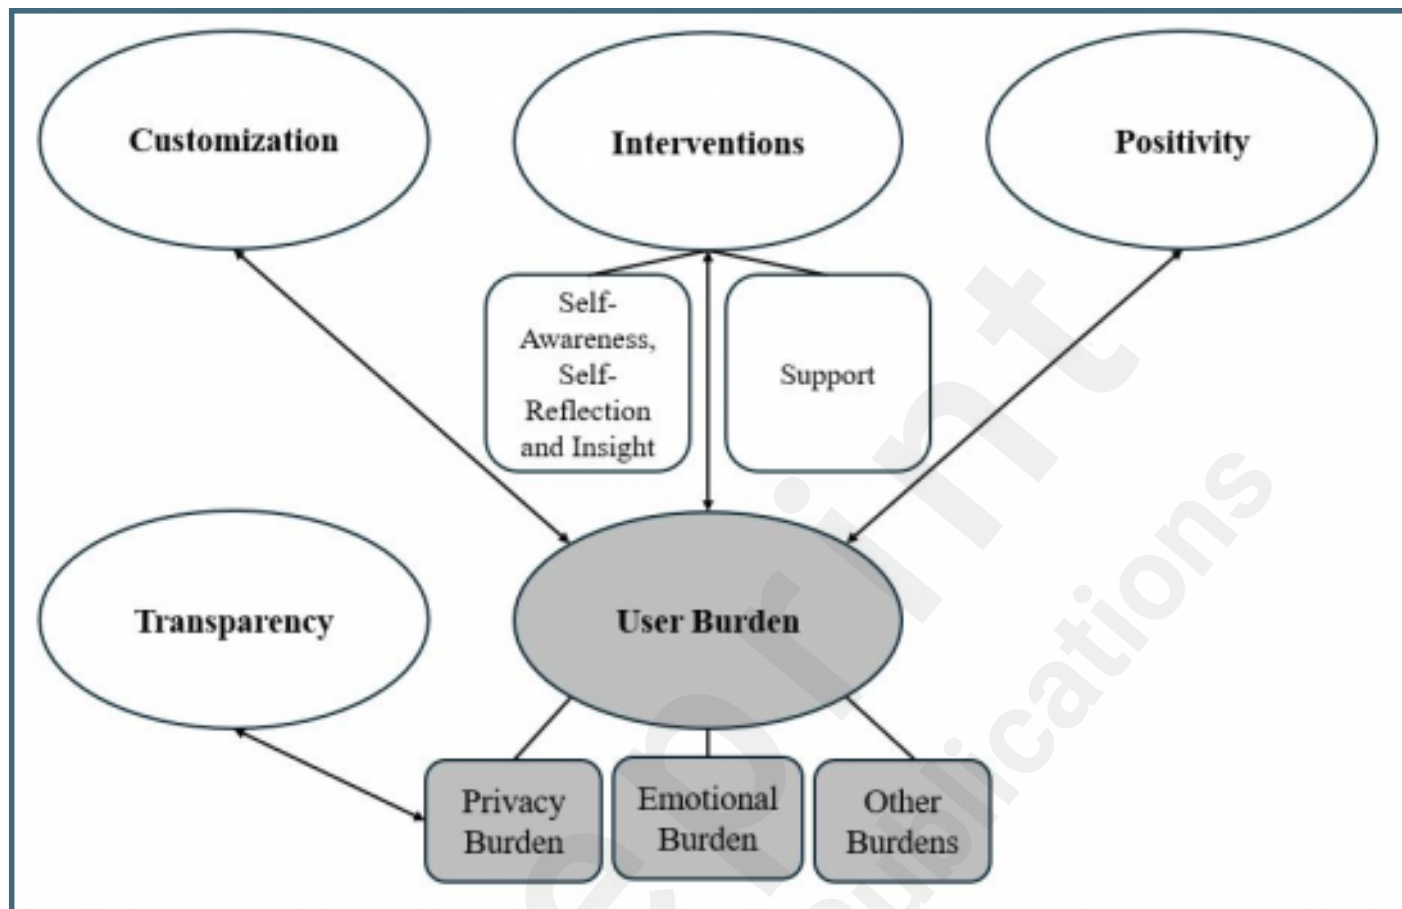 Customization
Interventions
Positivity
Self-
Awareness,
Self-
Reflection
and Insight
Support
Transparency
User Burden
Privacy
Burden
Emotional
Burden
Other
Burdens